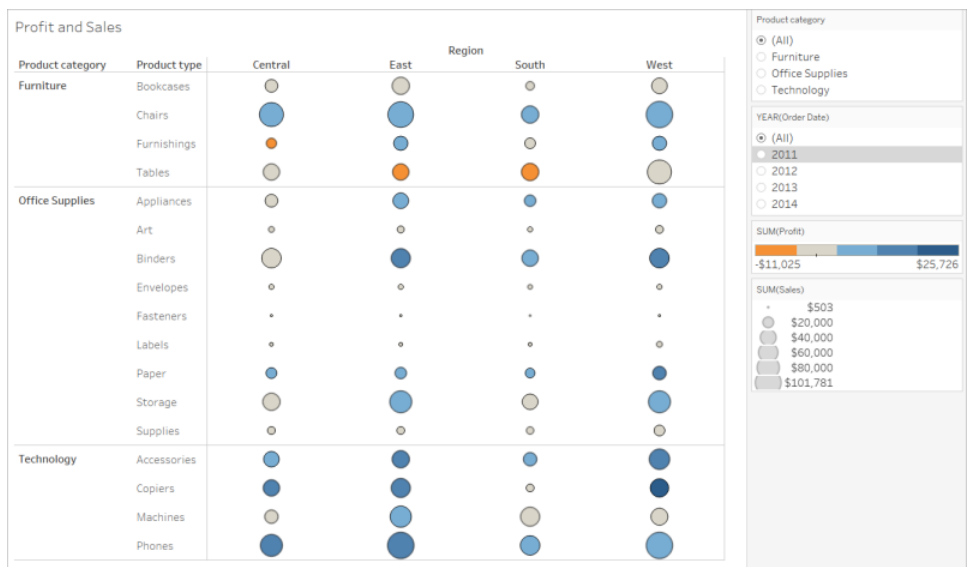 Profit and Sales
Region
Product category Product type Central East South West
Furniture Bookcases
Chairs
Furnishings
Tables
Office Supplies Appliances
Art
Binders
Envelopes
Fasteners
Labels
Paper
Storage
Supplies
Technology Accessories
Copiers
Machines
Phones
Product category
(All)
Furniture
Office Supplies
Technology
YEAR(Order Date)
(All)
2011
2012
2013
2014
SUM(Profit)
-$11,025 $25,726
SUM(Sales)
$503
$20,000
$40,000
$60,000
$80,000
$101,781